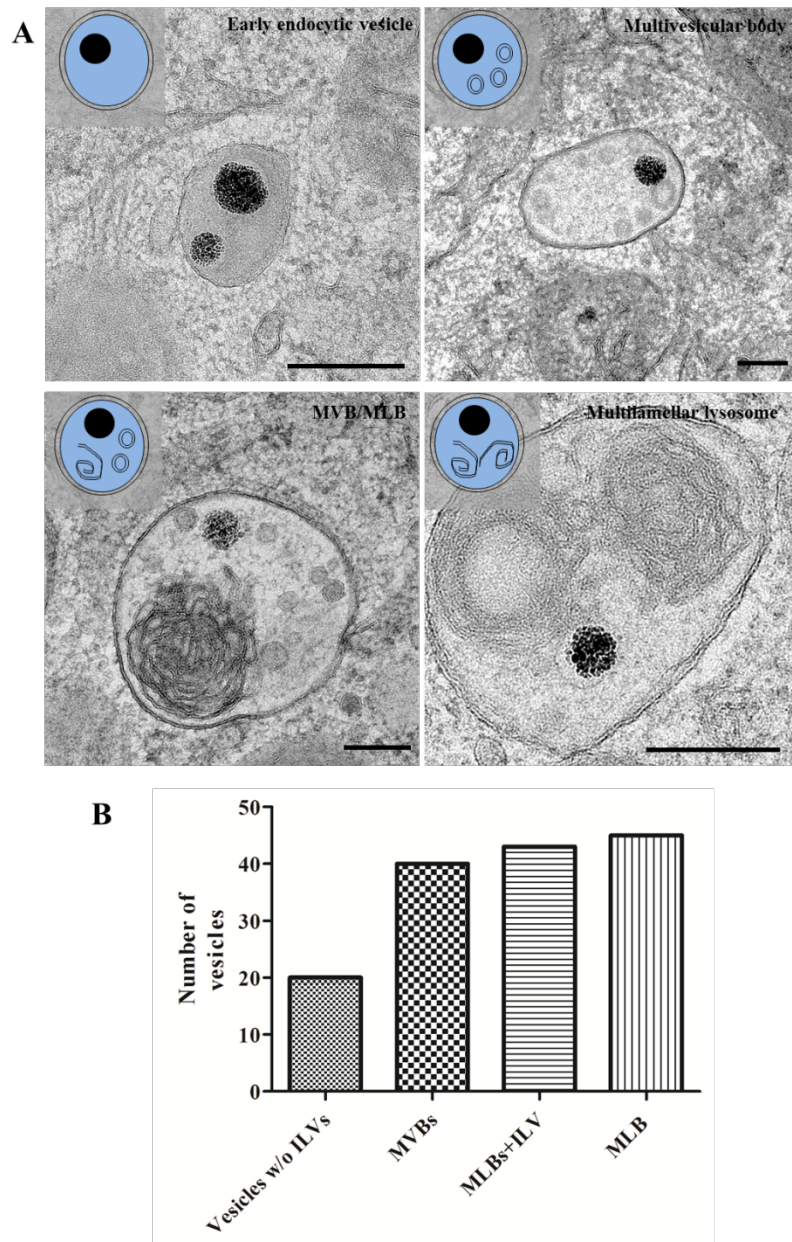 A
Early endocytic vesicle
Multivesicular body
MVB/MLB
Multilamellar lysosome
B
Number of
vesicles
50
40
30
20
10
0
Vesicles w/o ILVs
MVBs
MLBs+ILV
MLB